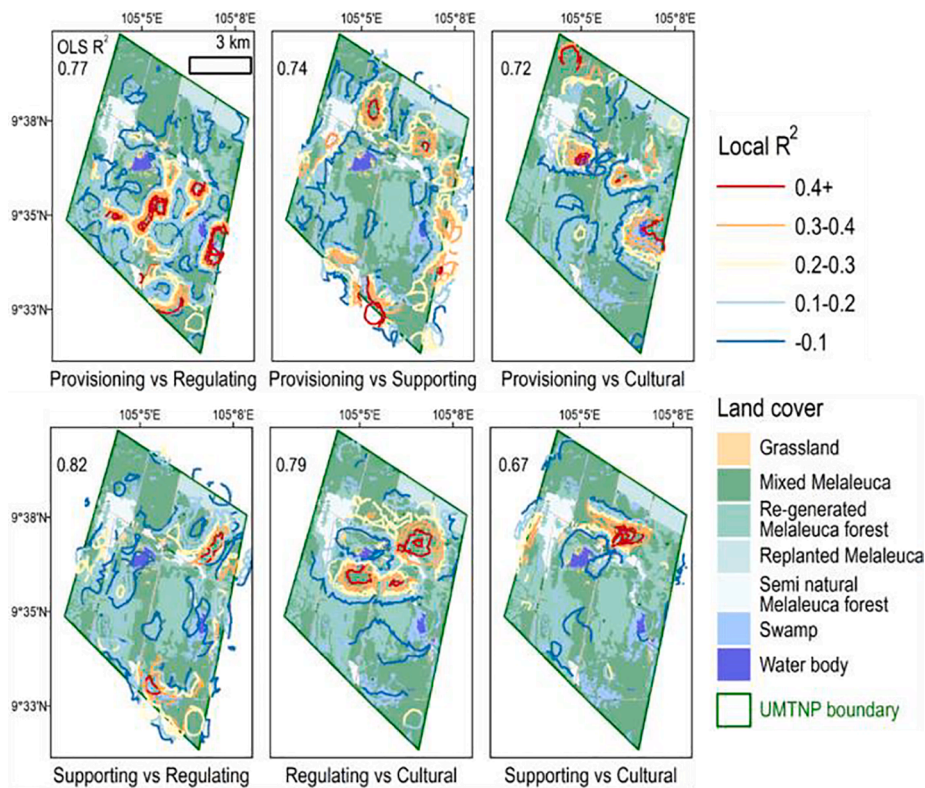 105°5'E 105°8'E 105°5'E 105°8'E 105°5'E 105°8'E
OLS R²
3 km
0.77
0.74
0.72
9°38'N
9°35'N
9°33'N
Provisioning vs Regulating
Provisioning vs Supporting
Provisioning vs Cultural
Local R²
0.4+
0.3-0.4
0.2-0.3
0.1-0.2
-0.1
105°5'E 105°8'E 105°5'E 105°8'E 105°5'E 105°8'E
0.82
0.79
0.67
9°38'N
9°35'N
9°33'N
Supporting vs Regulating
Regulating vs Cultural
Supporting vs Cultural
Land cover
Grassland
Mixed Melaleuca
Re-generated
Melaleuca forest
Replanted Melaleuca
Semi natural
Melaleuca forest
Swamp
Water body
UMTNP boundary